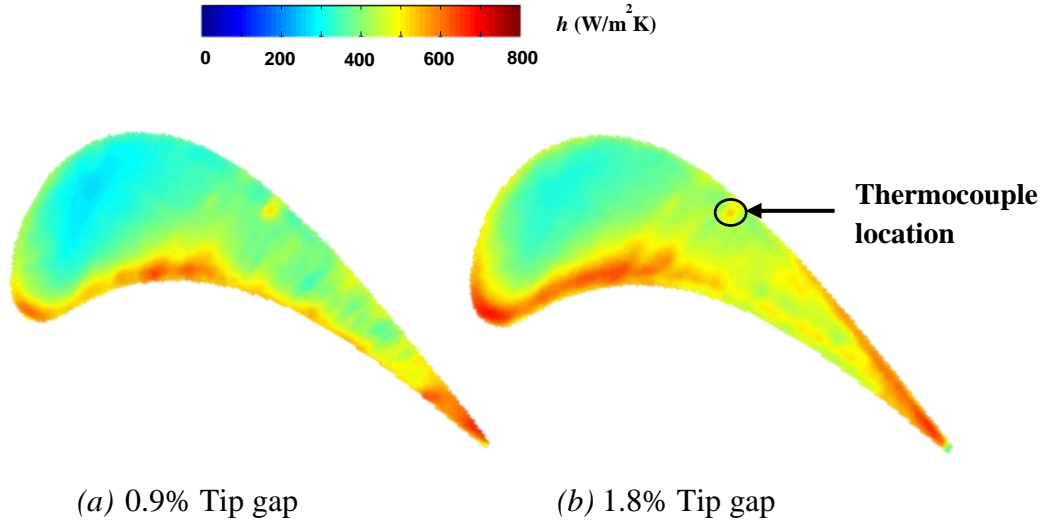 h (W/m²K)
0 200 400 600 800
Thermocouple
location
(a) 0.9% Tip gap
(b) 1.8% Tip gap